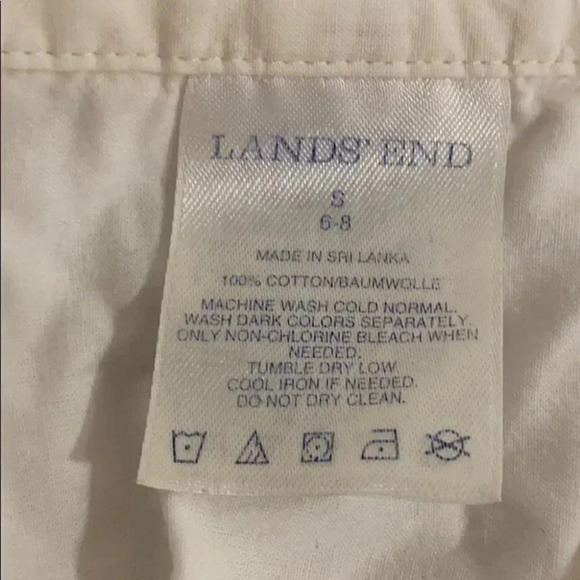 LANDS' END
S
6-8
MADE IN SRI LANKA
100% COTTON/BAUMWOLLE
MACHINE WASH COLD NORMAL.
WASH DARK COLORS SEPARATELY.
ONLY NON-CHLORINE BLEACH WHEN
NEEDED.
TUMBLE DRY LOW.
COOL IRON IF NEEDED.
DO NOT DRY CLEAN.